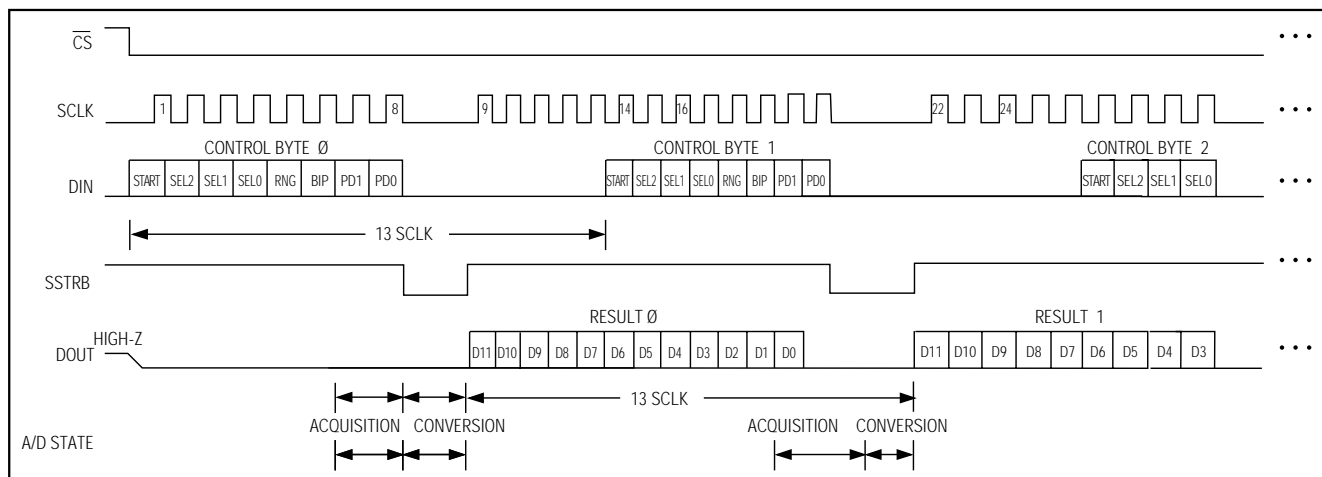 CS
• • •
SCLK
1
8
9
14
16
22
24
• • •
CONTROL BYTE Ø
CONTROL BYTE 1
CONTROL BYTE 2
DIN
START SEL2 SEL1 SEL0 RNG BIP PD1 PD0
START SEL2 SEL1 SEL0 RNG BIP PD1 PD0
START SEL2 SEL1 SEL0
• • •
13 SCLK
SSTRB
• • •
RESULT Ø
RESULT 1
HIGH-Z
DOUT
D11 D10 D9 D8 D7 D6 D5 D4 D3 D2 D1 D0
D11 D10 D9 D8 D7 D6 D5 D4 D3
• • •
13 SCLK
ACQUISITION CONVERSION
ACQUISITION CONVERSION
A/D STATE